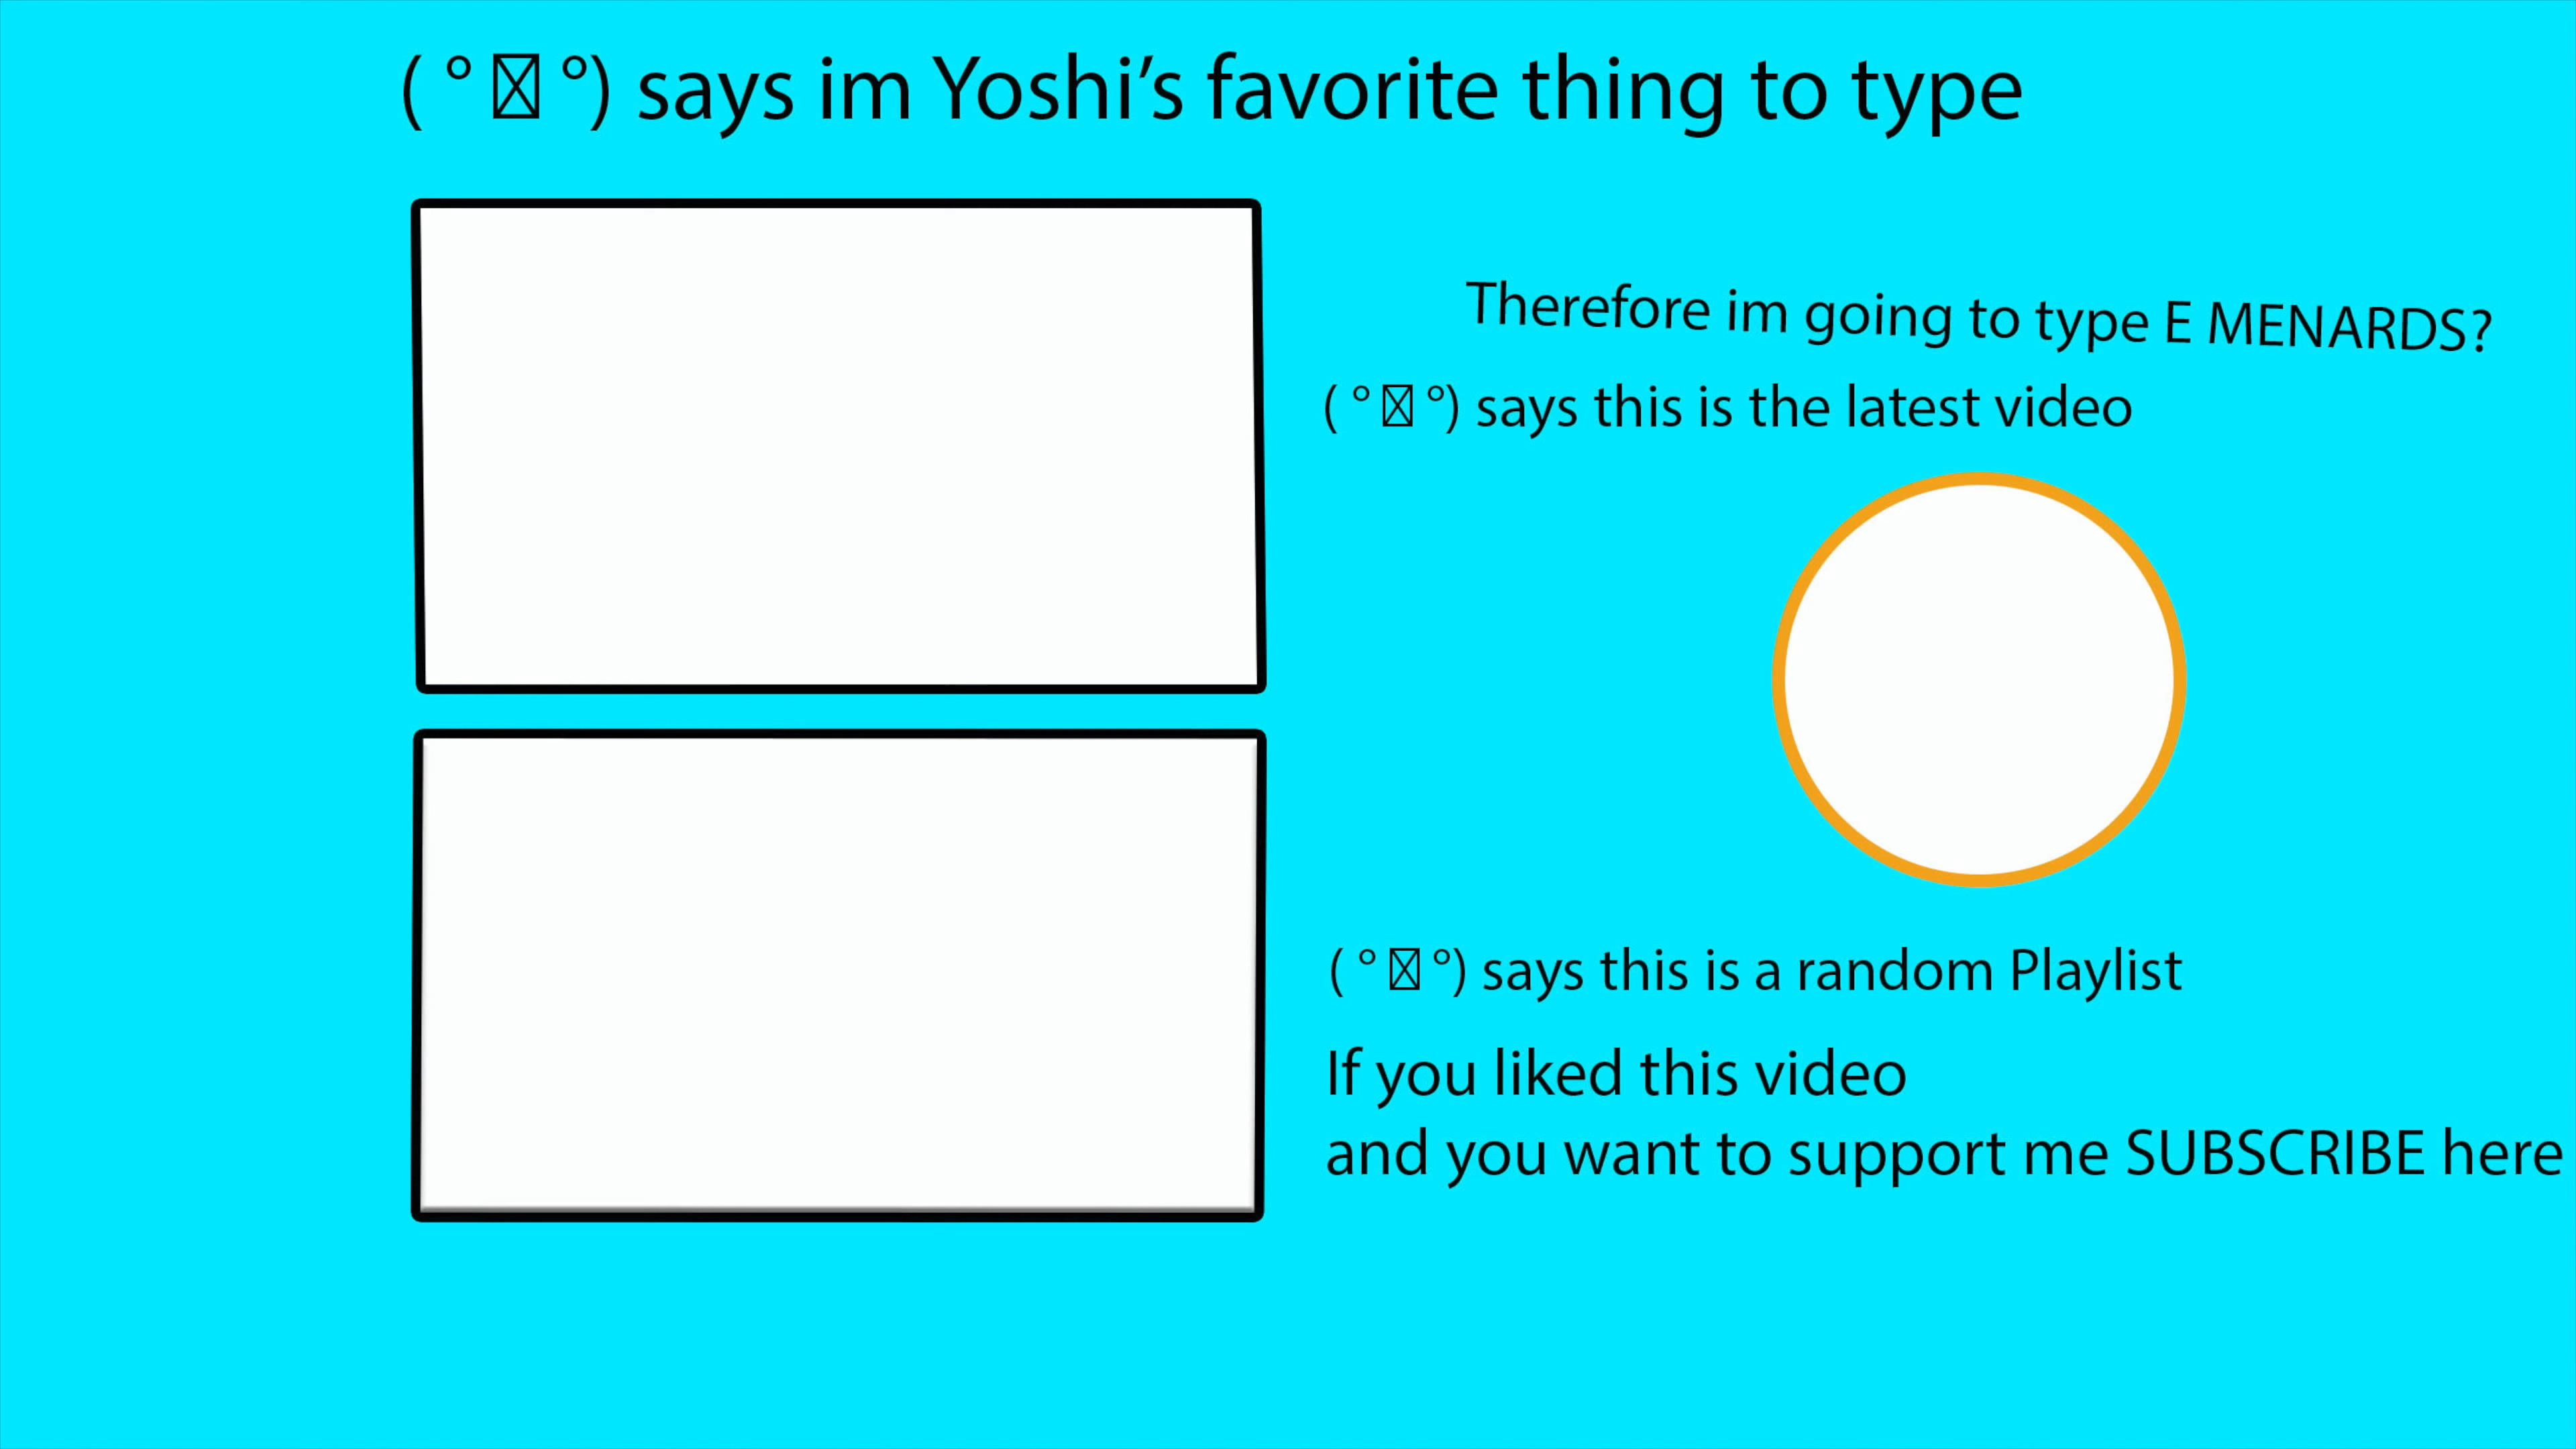 ( ° ☒ °) says im Yoshi’s favorite thing to type
Therefore im going to type E MENARDS?
( ° ☒ °) says this is the latest video
( ° ☒ °) says this is a random Playlist
If you liked this video
and you want to support me SUBSCRIBE here